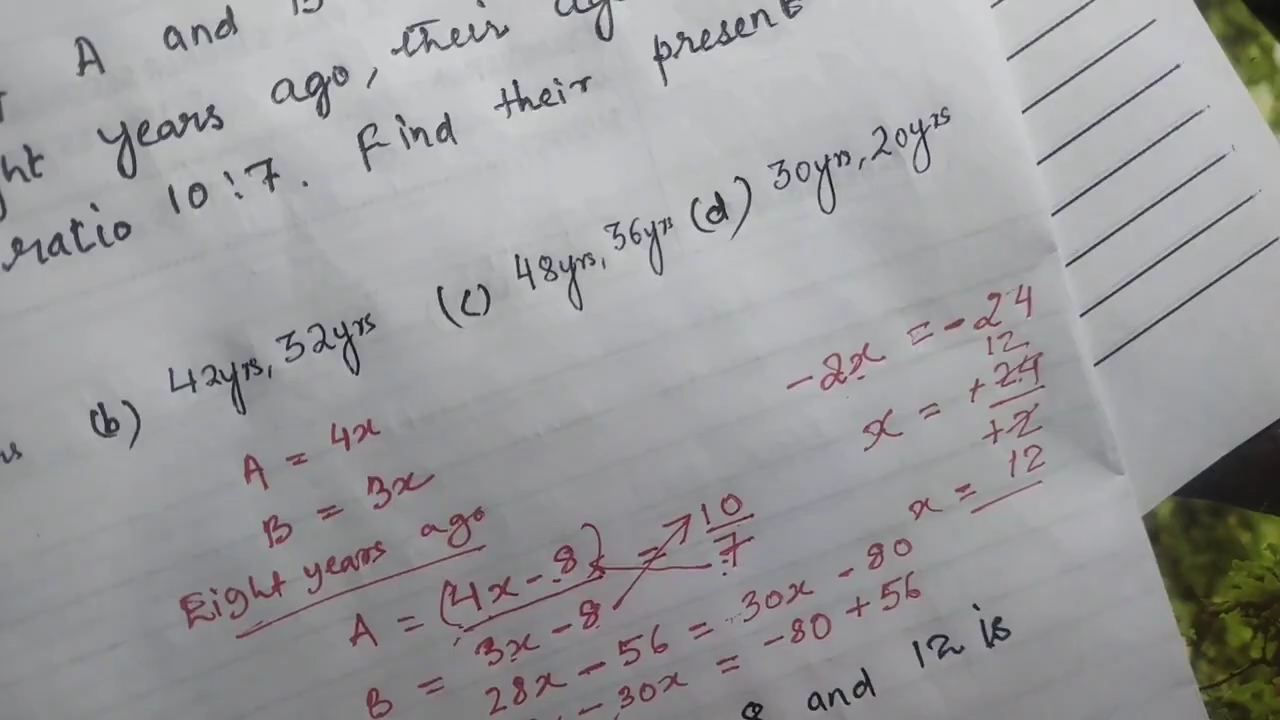 A and B
years ago, their
ratio 10:7. Find their present
(b) 42yrs, 32yrs (c) 48yrs, 36yrs (d) 30yrs, 20yrs
A = 4x
B = 3x
Eight years ago
A = (4x - 8) = 10
B = 3x - 8 7
28x - 56 = 30x - 80
- 30x = -80 + 56
-2x = -24
12
x = +24
+2
x = 12
and 12 is